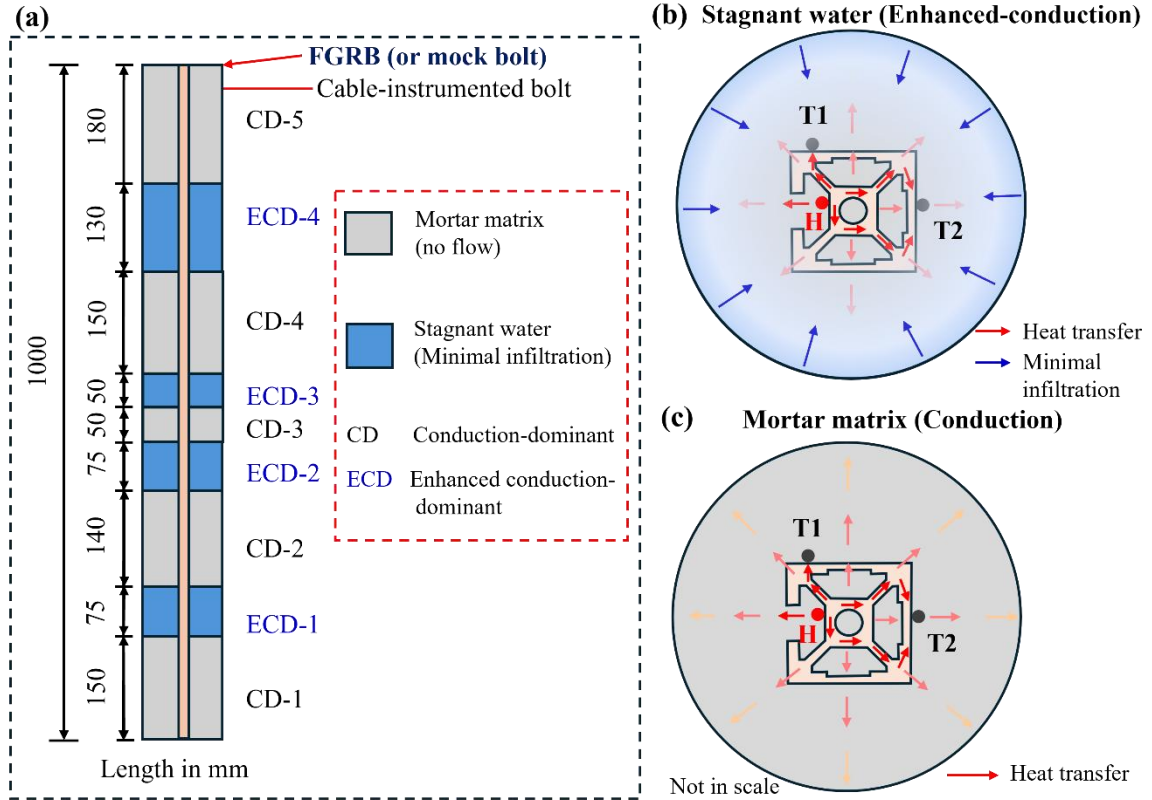 (a)
FGRB (or mock bolt)
Cable-instrumented bolt
1000
180
130
150
50
50
75
140
75
150
CD-5
ECD-4
CD-4
ECD-3
CD-3
ECD-2
CD-2
ECD-1
CD-1
Mortar matrix
(no flow)
Stagnant water
(Minimal infiltration)
CD Conduction-dominant
ECD Enhanced conduction-
dominant
Length in mm
(b) Stagnant water (Enhanced-conduction)
T1
H
T2
Heat transfer
Minimal
infiltration
(c) Mortar matrix (Conduction)
T1
H
T2
Not in scale
Heat transfer